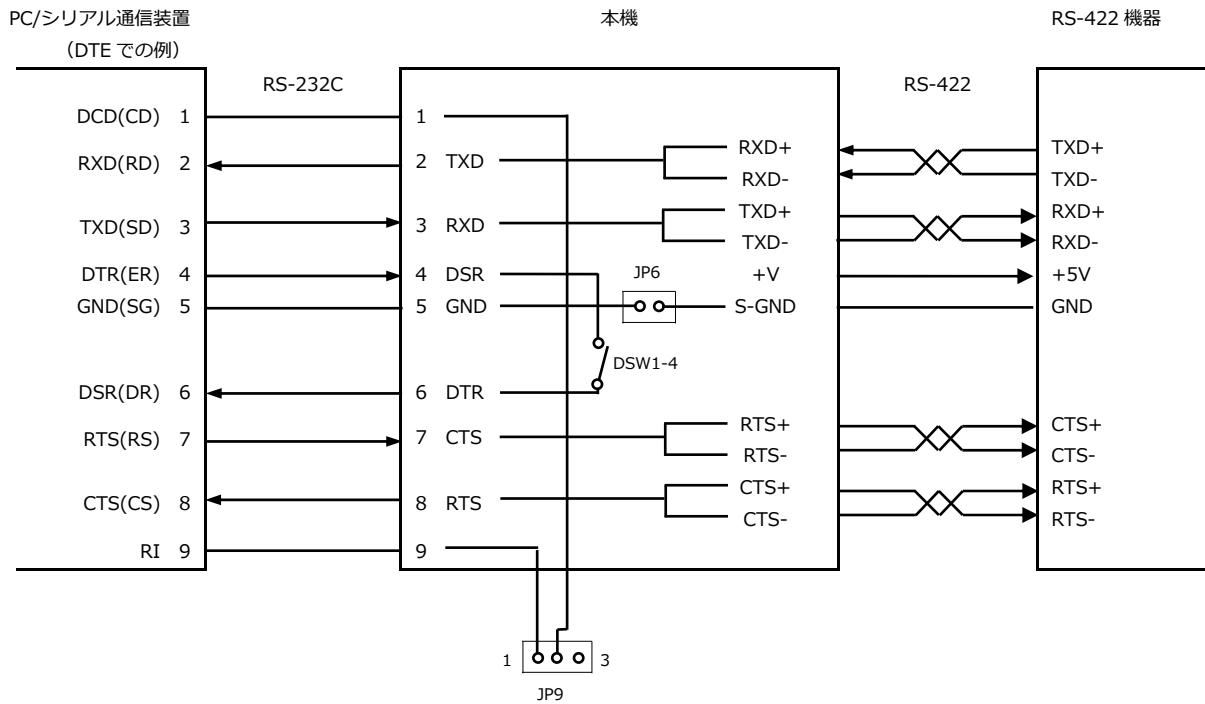 PC/シリアル通信装置
（DTE での例）
本機
RS-422 機器
RS-232C
RS-422
DCD(CD) 1
RXD(RD) 2
TXD(SD) 3
DTR(ER) 4
GND(SG) 5
DSR(DR) 6
RTS(RS) 7
CTS(CS) 8
RI 9
1
2 TXD
3 RXD
4 DSR
5 GND
6 DTR
7 CTS
8 RTS
9
JP6
DSW1-4
RXD+
RXD-
TXD+
TXD-
+V
S-GND
RTS+
RTS-
CTS+
CTS-
TXD+
TXD-
RXD+
RXD-
+5V
GND
CTS+
CTS-
RTS+
RTS-
1 3
JP9